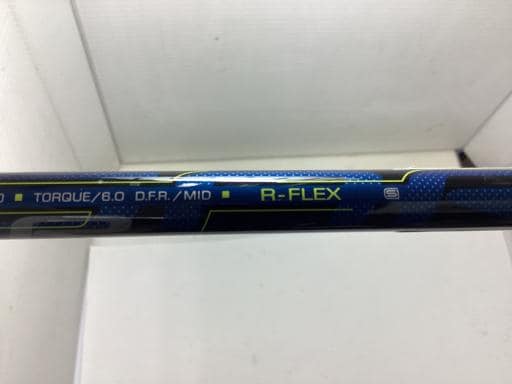 TORQUE/6.0 D.F.R./MID ▪ R-FLEX